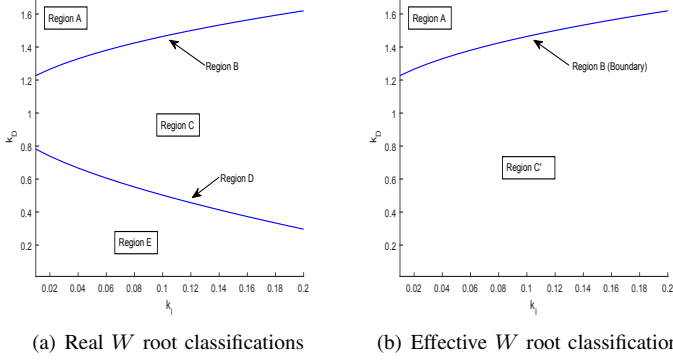 Region A
Region B
Region C
Region D
Region E
k_D
1.6
1.4
1.2
1
0.8
0.6
0.4
0.2
0.02 0.04 0.06 0.08 0.1 0.12 0.14 0.16 0.18 0.2
k_I
(a) Real W root classifications
Region A
Region B (Boundary)
Region C'
k_D
1.6
1.4
1.2
1
0.8
0.6
0.4
0.2
0.02 0.04 0.06 0.08 0.1 0.12 0.14 0.16 0.18 0.2
k_I
(b) Effective W root classification